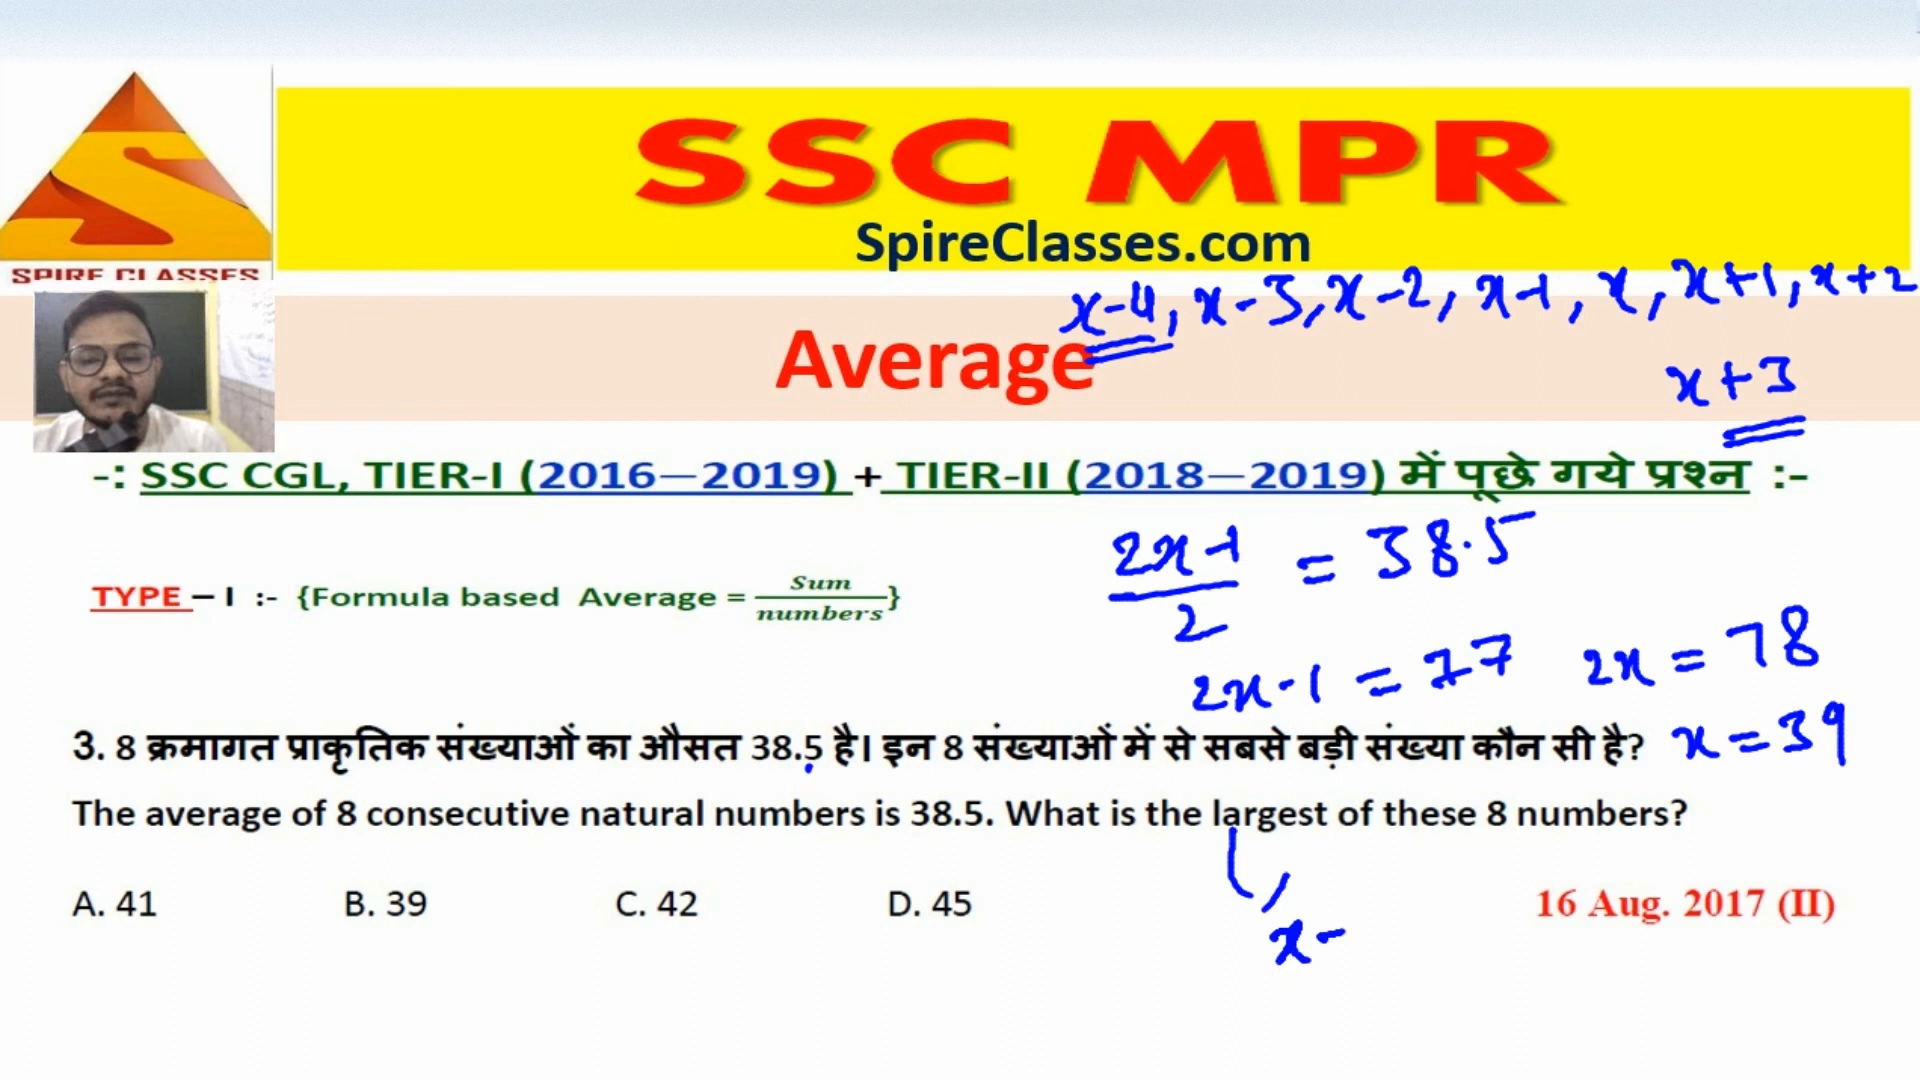 SSC MPR
SpireClasses.com
SPIRE CLASSES
x-4, x-3, x-2, x-1, x, x+1, x+2
x+3
Average
-: SSC CGL, TIER-I (2016—2019) + TIER-II (2018—2019) में पूछे गये प्रश्न :-
2x-1/2 = 38.5
TYPE – I :- {Formula based Average = Sum/numbers}
2x-1 = 77 2x = 78
x = 39
3. 8 क्रमागत प्राकृतिक संख्याओं का औसत 38.5 है। इन 8 संख्याओं में से सबसे बड़ी संख्या कौन सी है?
The average of 8 consecutive natural numbers is 38.5. What is the largest of these 8 numbers?
A. 41 B. 39 C. 42 D. 45 16 Aug. 2017 (II)
x-